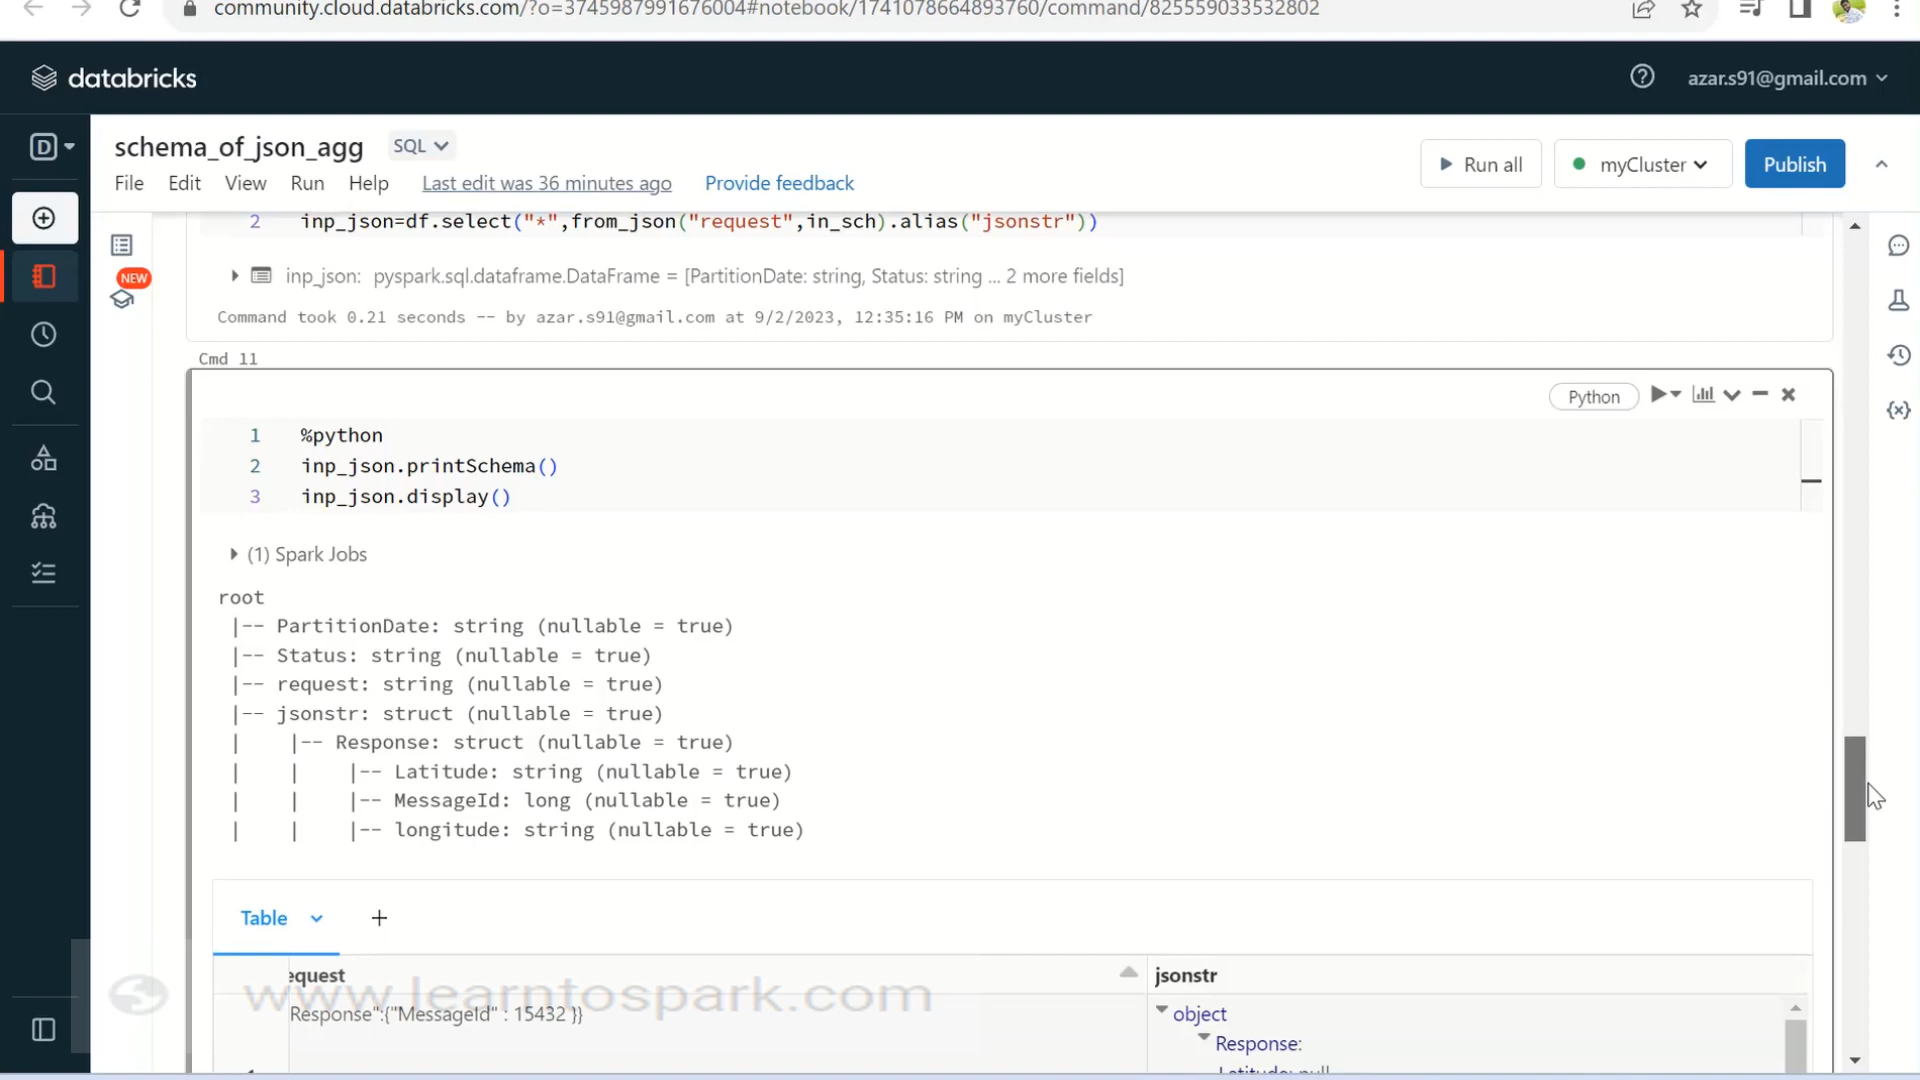 community.cloud.databricks.com/?o=3745987991676004#notebook/1741078664893760/command/825559033532802
databricks
azar.s91@gmail.com
D
schema_of_json_agg
SQL
File Edit View Run Help Last edit was 36 minutes ago Provide feedback
Run all
myCluster
Publish
NEW
2 inp_json=df.select("*",from_json("request",in_sch).alias("jsonstr"))
inp_json: pyspark.sql.dataframe.DataFrame = [PartitionDate: string, Status: string ... 2 more fields]
Command took 0.21 seconds -- by azar.s91@gmail.com at 9/2/2023, 12:35:16 PM on myCluster
Cmd 11
Python
1 %python
2 inp_json.printSchema()
3 inp_json.display()
(1) Spark Jobs
root
|-- PartitionDate: string (nullable = true)
|-- Status: string (nullable = true)
|-- request: string (nullable = true)
|-- jsonstr: struct (nullable = true)
| |-- Response: struct (nullable = true)
| | |-- Latitude: string (nullable = true)
| | |-- MessageId: long (nullable = true)
| | |-- longitude: string (nullable = true)
Table +
equest
jsonstr
www.learntospark.com
Response":{"MessageId" : 15432 }}
object
Response:
Latitude: null